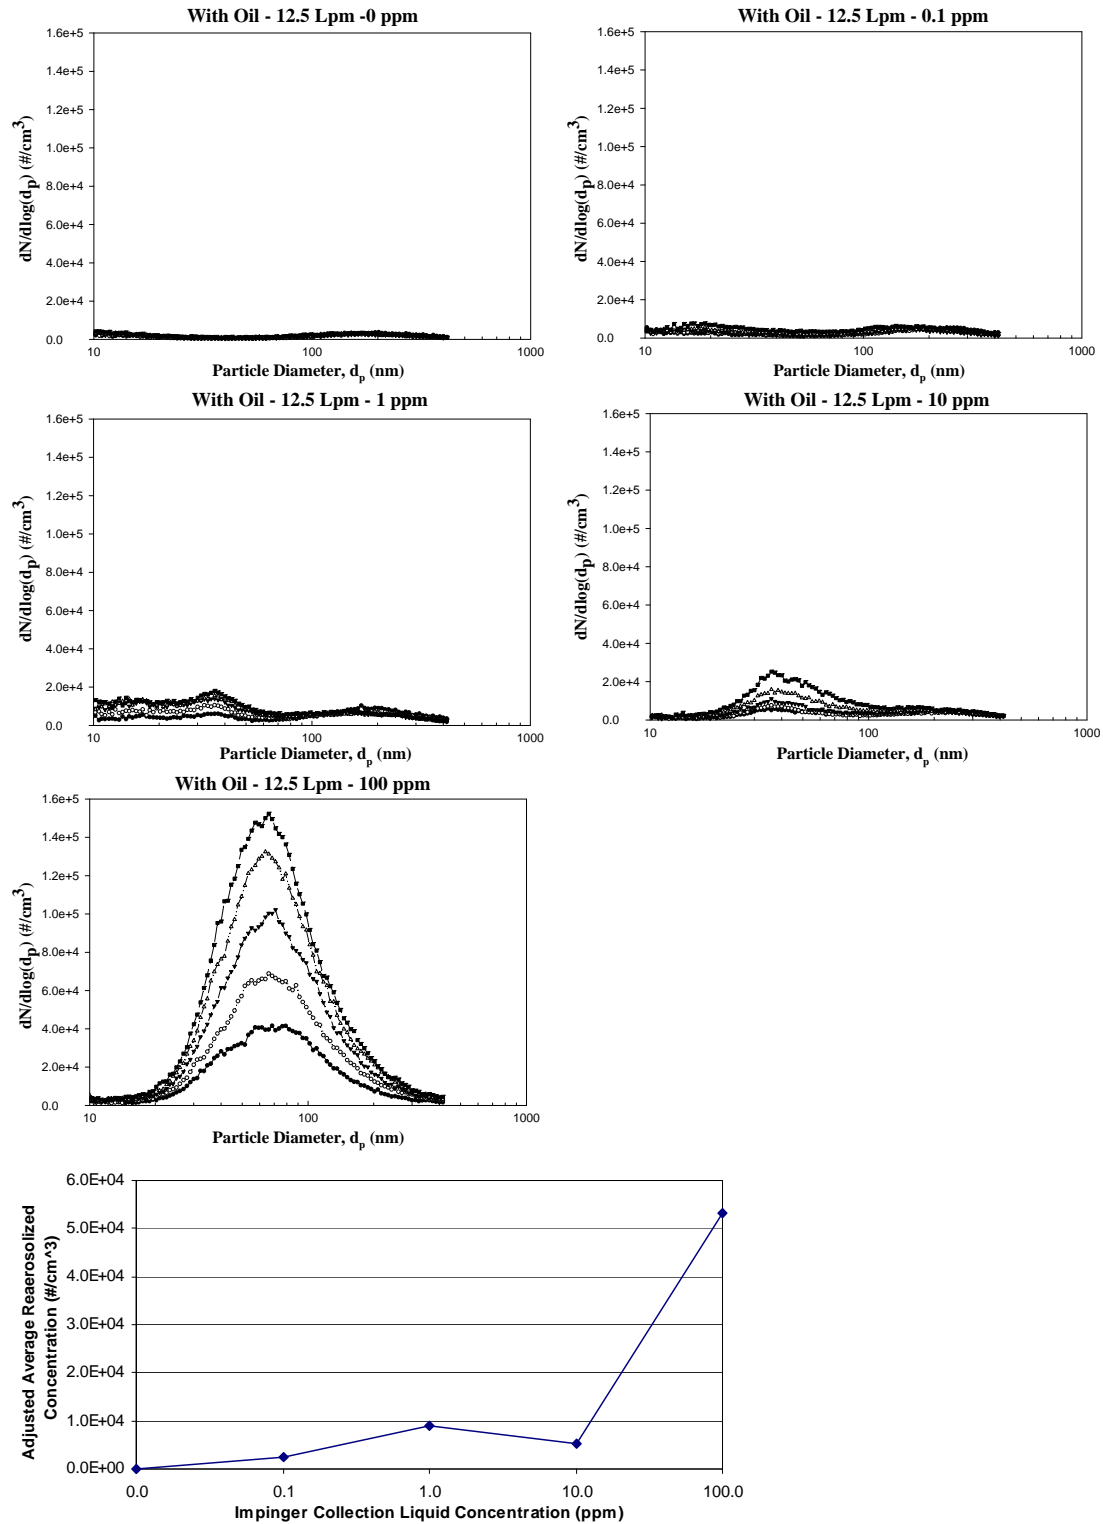 With Oil - 12.5 Lpm -0 ppm
1.6e+5
1.4e+5
1.2e+5
1.0e+5
8.0e+4
6.0e+4
4.0e+4
2.0e+4
0.0
dN/dlog(dp) (#/cm3)
10
100
1000
Particle Diameter, dp (nm)
With Oil - 12.5 Lpm - 0.1 ppm
1.6e+5
1.4e+5
1.2e+5
1.0e+5
8.0e+4
6.0e+4
4.0e+4
2.0e+4
0.0
dN/dlog(dp) (#/cm3)
10
100
1000
Particle Diameter, dp (nm)
With Oil - 12.5 Lpm - 1 ppm
1.6e+5
1.4e+5
1.2e+5
1.0e+5
8.0e+4
6.0e+4
4.0e+4
2.0e+4
0.0
dN/dlog(dp) (#/cm3)
10
100
1000
Particle Diameter, dp (nm)
With Oil - 12.5 Lpm - 10 ppm
1.6e+5
1.4e+5
1.2e+5
1.0e+5
8.0e+4
6.0e+4
4.0e+4
2.0e+4
0.0
dN/dlog(dp) (#/cm3)
10
100
1000
Particle Diameter, dp (nm)
With Oil - 12.5 Lpm - 100 ppm
1.6e+5
1.4e+5
1.2e+5
1.0e+5
8.0e+4
6.0e+4
4.0e+4
2.0e+4
0.0
dN/dlog(dp) (#/cm3)
10
100
1000
Particle Diameter, dp (nm)
6.0E+04
5.0E+04
4.0E+04
3.0E+04
2.0E+04
1.0E+04
0.0E+00
Adjusted Average Reaerosolized
Concentration (#/cm^3)
0.0
0.1
1.0
10.0
100.0
Impinger Collection Liquid Concentration (ppm)